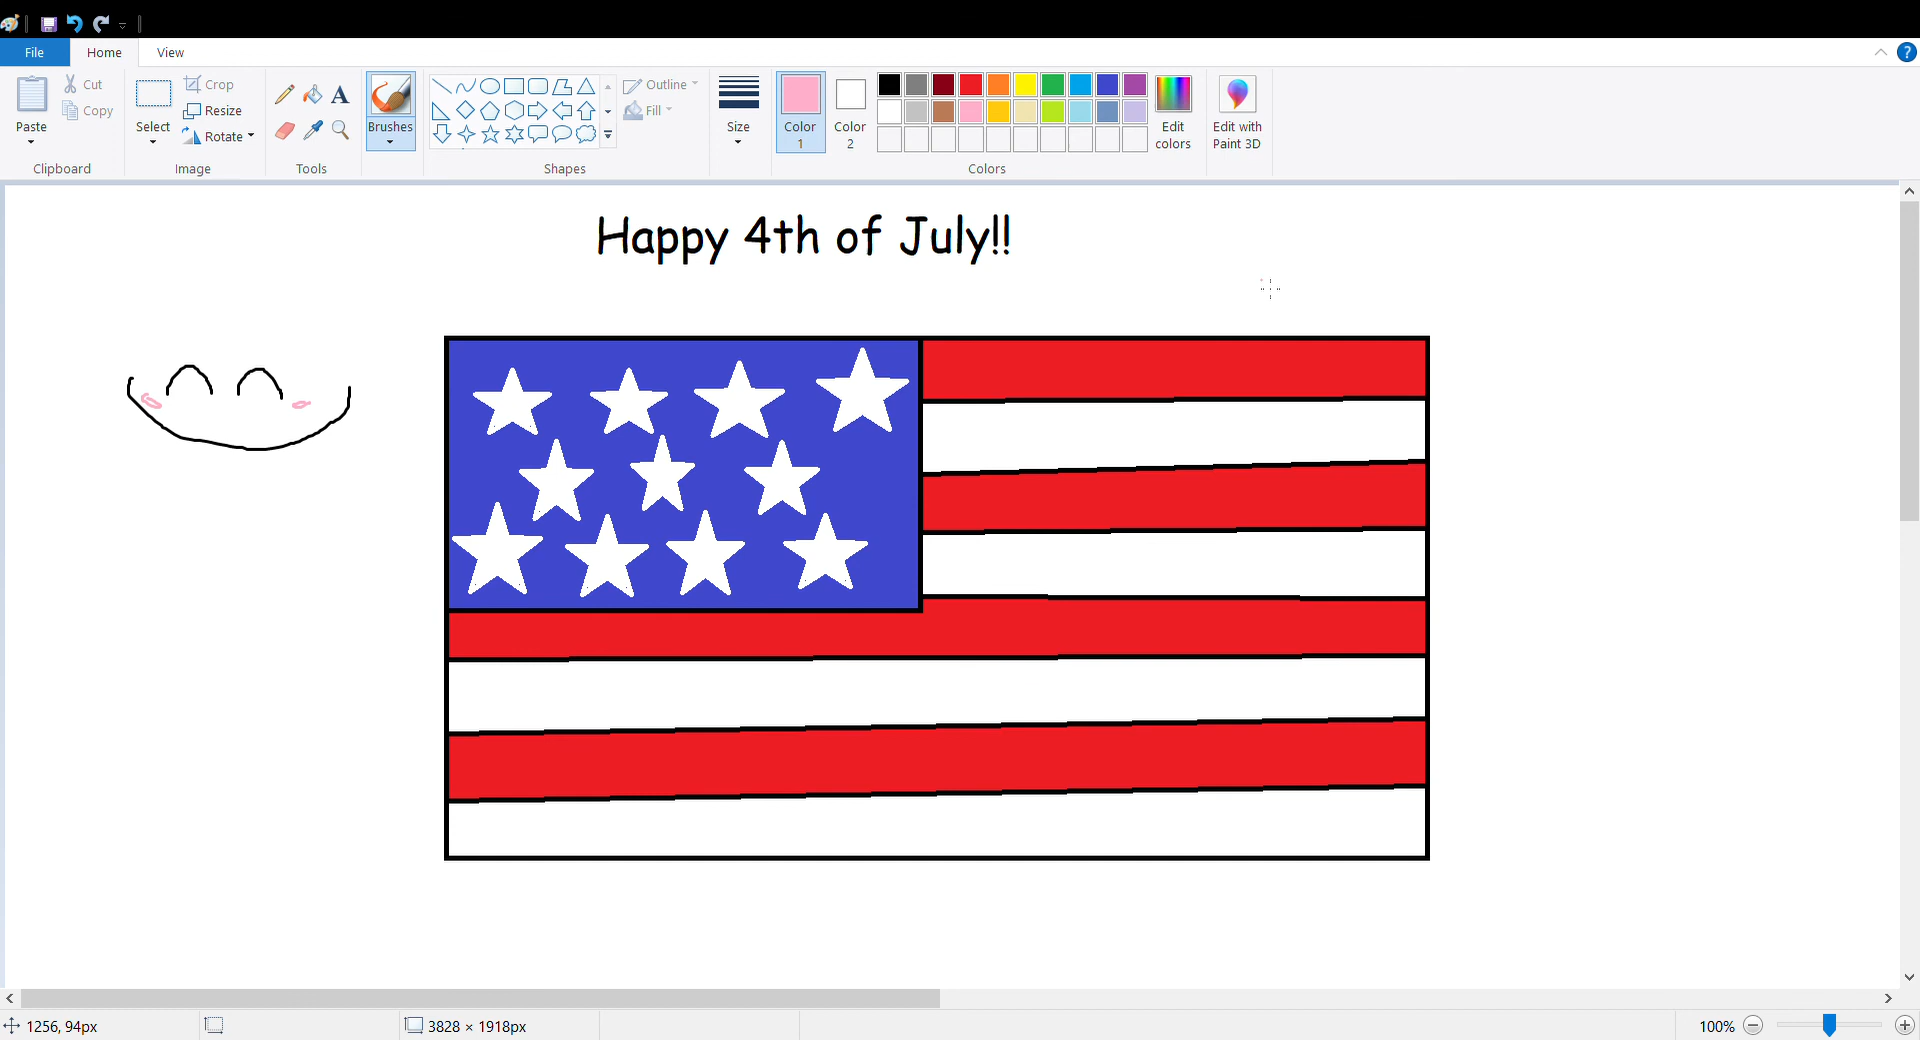 File Home View
Paste
Cut
Copy
Clipboard
Select
Crop
Resize
Rotate
Image
Tools
Brushes
Shapes
Outline
Fill
Size
Color 1
Color 2
Edit colors
Colors
Edit with Paint 3D
Happy 4th of July!!
1256, 94px
3828 × 1918px
100%